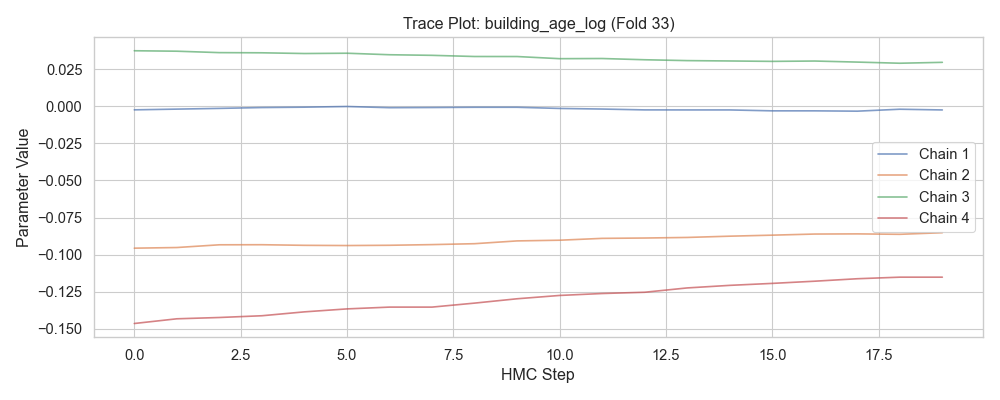 Trace Plot: building_age_log (Fold 33)
Parameter Value
0.025
0.000
−0.025
−0.050
−0.075
−0.100
−0.125
−0.150
Chain 1
Chain 2
Chain 3
Chain 4
0.0 2.5 5.0 7.5 10.0 12.5 15.0 17.5
HMC Step